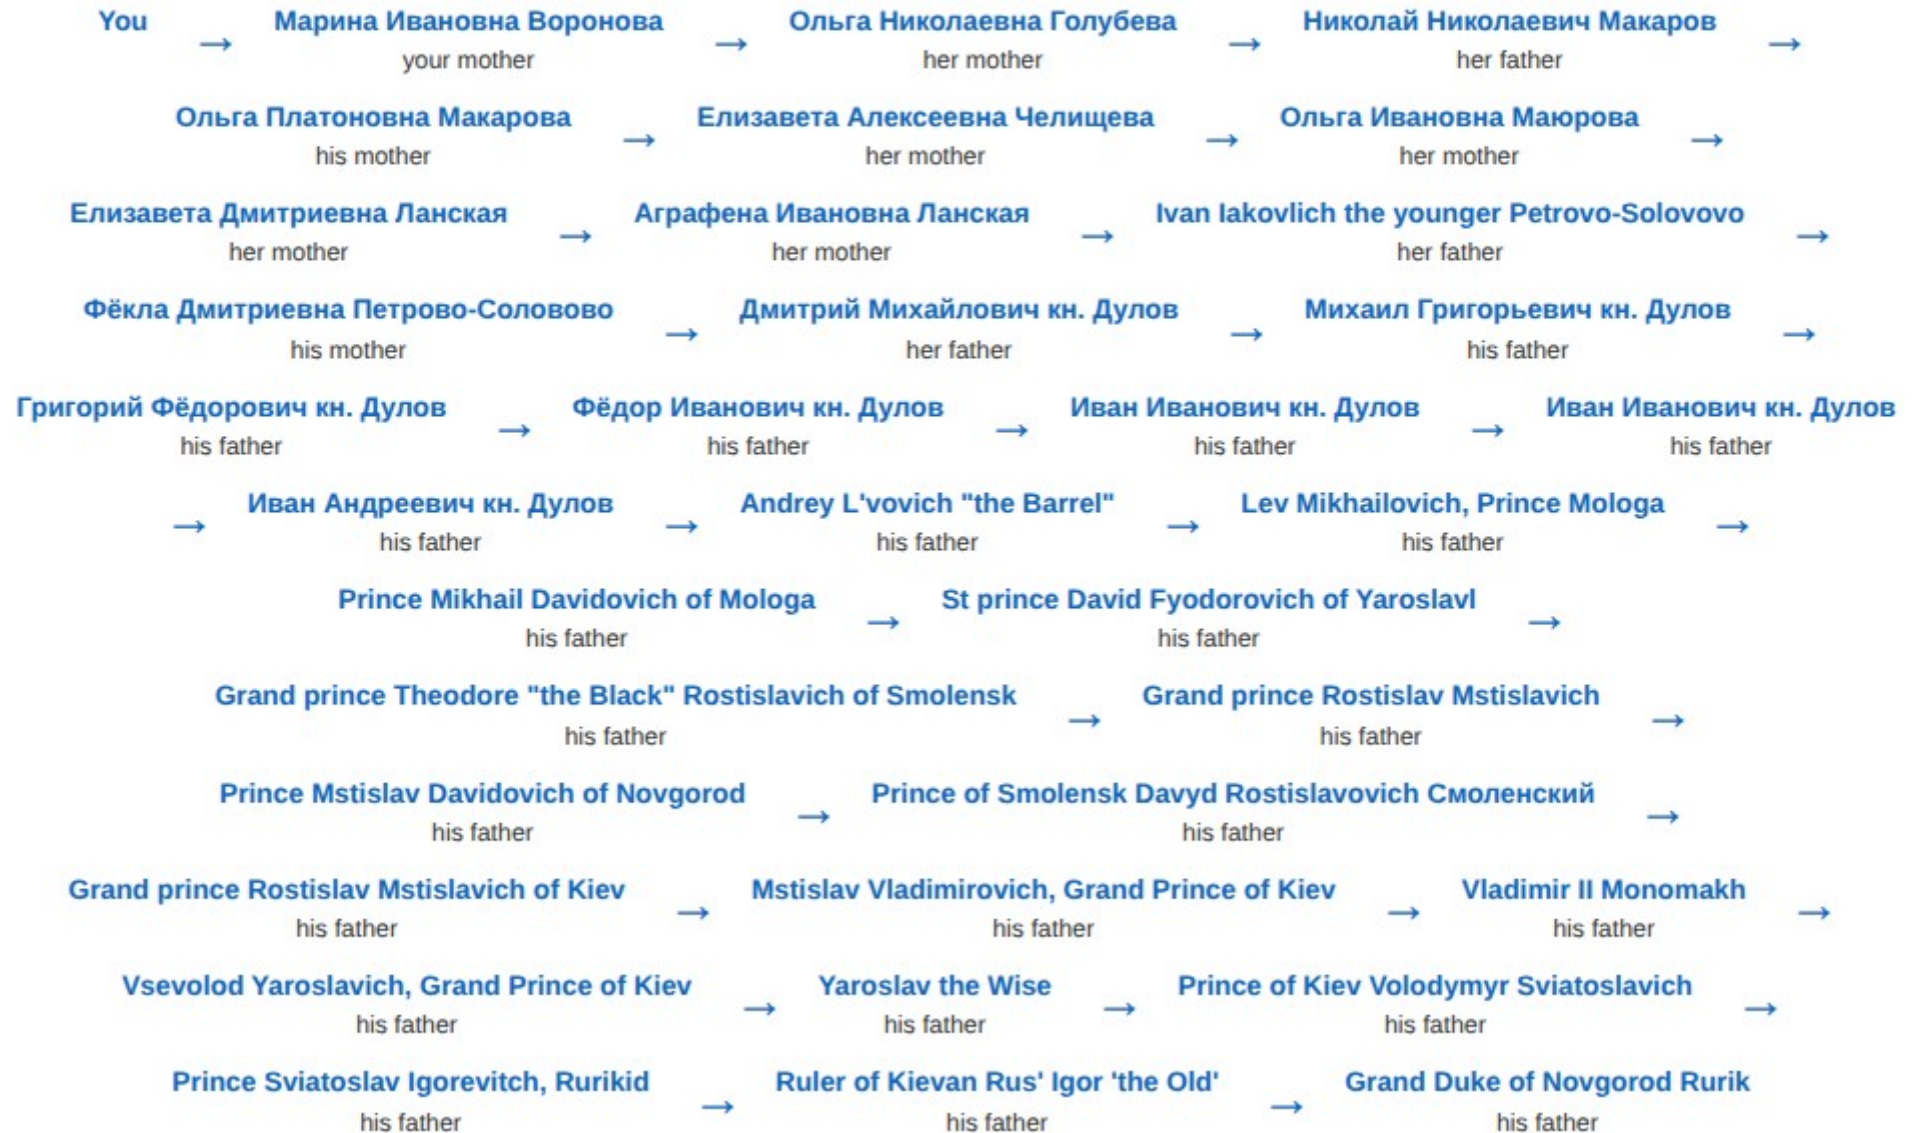 You → Марина Ивановна Воронова → Ольга Николаевна Голубева → Николай Николаевич Макаров →
your mother her mother her father
Ольга Платоновна Макарова → Елизавета Алексеевна Челищева → Ольга Ивановна Маюрова →
his mother her mother her mother
Елизавета Дмитриевна Ланская → Аграфена Ивановна Ланская → Ivan Iakovlich the younger Petrovo-Solovovo →
her mother her mother her father
Фёкла Дмитриевна Петрово-Соловово → Дмитрий Михайлович кн. Дулов → Михаил Григорьевич кн. Дулов →
his mother her father his father
Григорий Фёдорович кн. Дулов → Фёдор Иванович кн. Дулов → Иван Иванович кн. Дулов → Иван Иванович кн. Дулов
his father his father his father his father
→ Иван Андреевич кн. Дулов → Andrey L'vovich "the Barrel" → Lev Mikhailovich, Prince Mologa →
his father his father his father
Prince Mikhail Davidovich of Mologa → St prince David Fyodorovich of Yaroslavl →
his father his father
Grand prince Theodore "the Black" Rostislavich of Smolensk → Grand prince Rostislav Mstislavich →
his father his father
Prince Mstislav Davidovich of Novgorod → Prince of Smolensk Davyd Rostislavovich Смоленский →
his father his father
Grand prince Rostislav Mstislavich of Kiev → Mstislav Vladimirovich, Grand Prince of Kiev → Vladimir II Monomakh →
his father his father his father
Vsevolod Yaroslavich, Grand Prince of Kiev → Yaroslav the Wise → Prince of Kiev Volodymyr Sviatoslavich →
his father his father his father
Prince Sviatoslav Igorevitch, Rurikid → Ruler of Kievan Rus' Igor 'the Old' → Grand Duke of Novgorod Rurik
his father his father his father